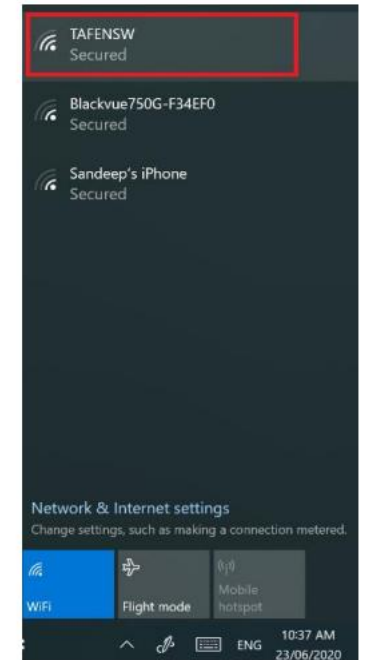 TAFENSW
Secured
Blackvue750G-F34EF0
Secured
Sandeep's iPhone
Secured
Network & Internet settings
Change settings, such as making a connection metered.
WiFi
Flight mode
Mobile
hotspot
ENG
10:37 AM
23/06/2020